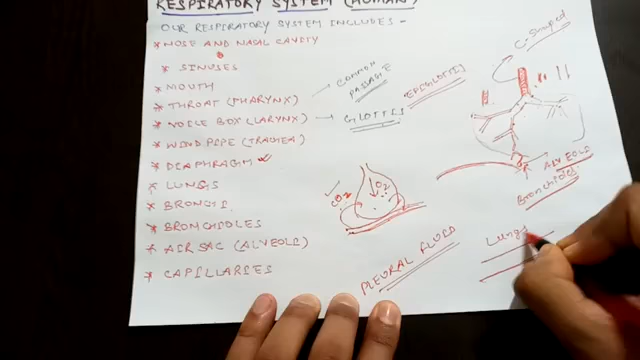 RESPIRATORY SYSTEM (HUMAN)
OUR RESPIRATORY SYSTEM INCLUDES -
* NOSE AND NASAL CAVITY
* SINUSES
* MOUTH
* THROAT (PHARYNX)
* VOICE BOX (LARYNX)
* WIND PIPE (TRACHEA)
* DIAPHRAGM
* LUNGS
* BRONCHI
* BRONCHIOLES
* AIR SAC (ALVEOLI)
* CAPILLARIES
COMMON PASSAGE
GLOTTIS
EPIGLOTTIS
C-Shaped
CO2
O2
ALVEOLI
Bronchioles
PLEURAL FLUID
Lungs